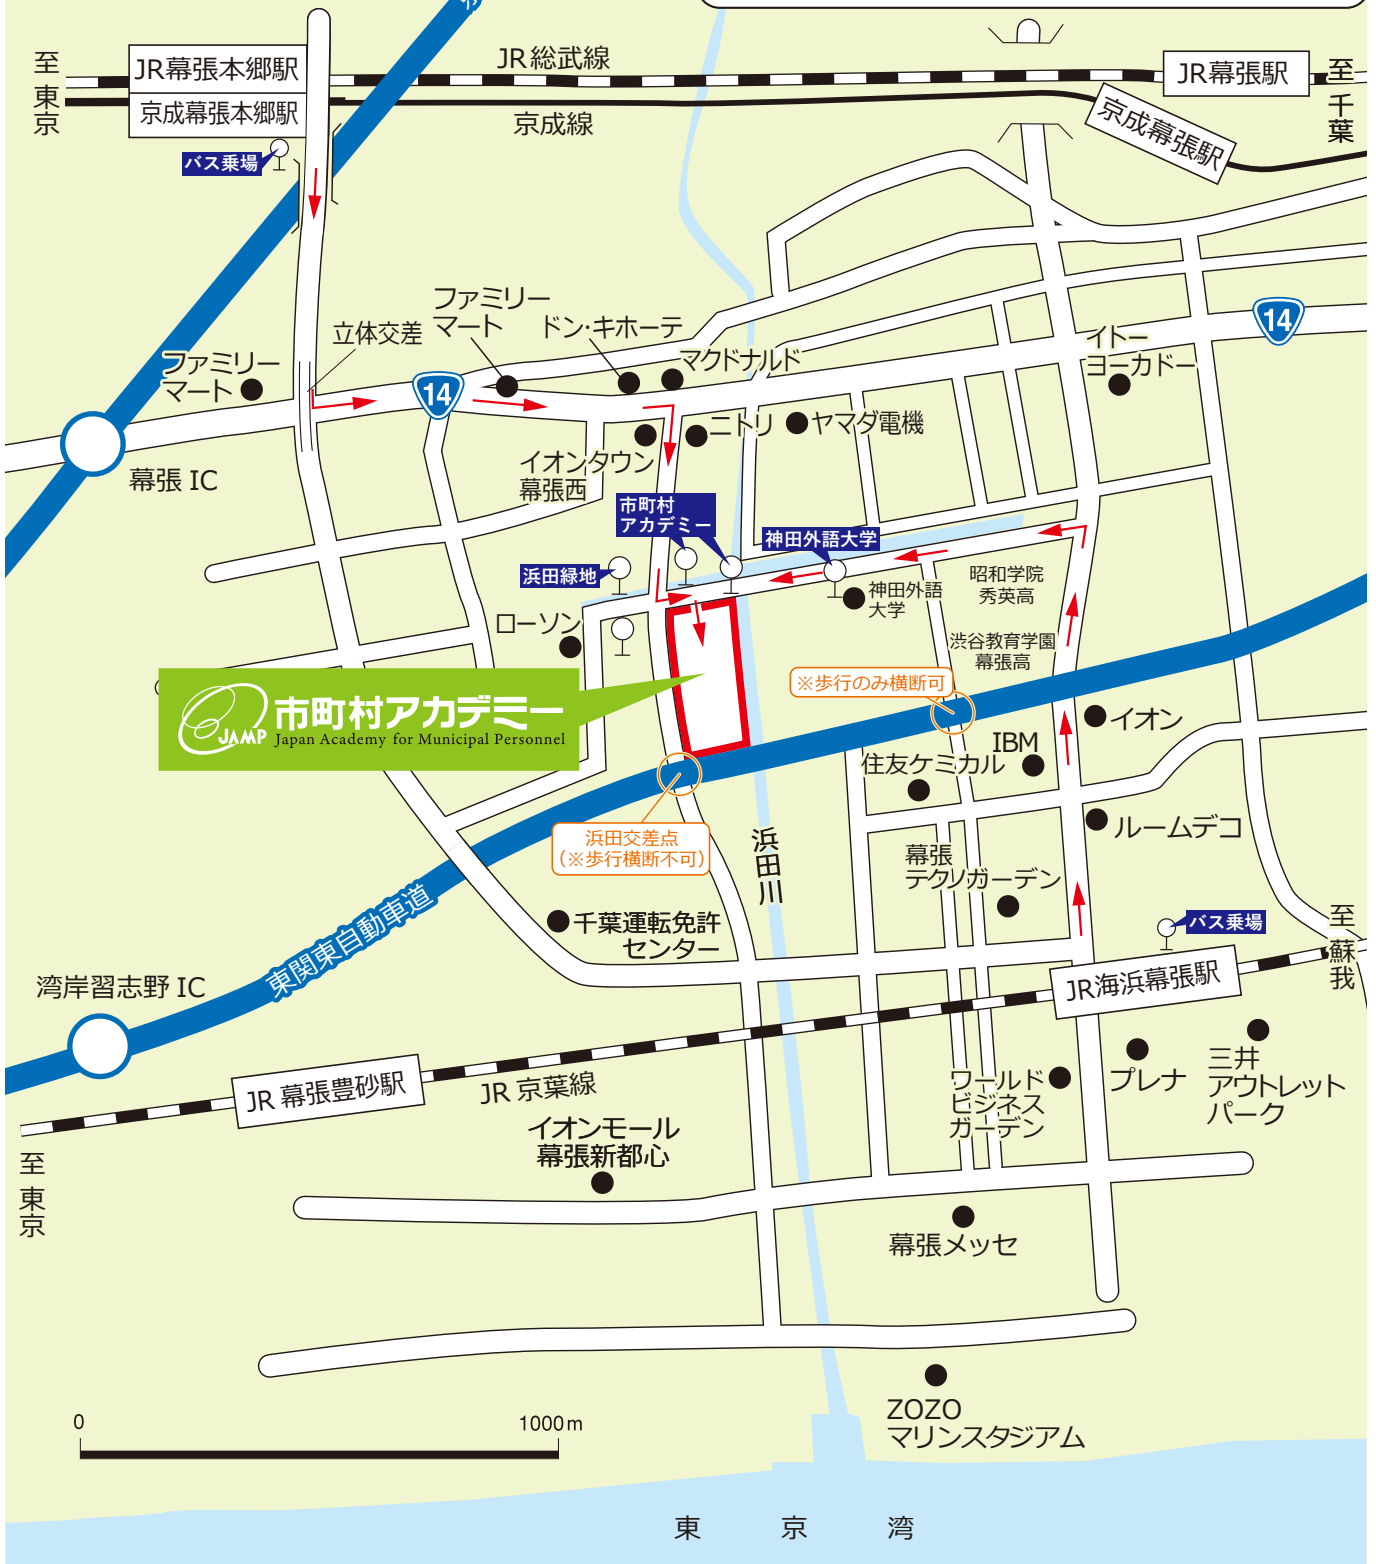 至
東
京
JR幕張本郷駅
京成幕張本郷駅
JR総武線
京成線
JR幕張駅
京成幕張駅
至
千
葉
バス乗場
立体交差
ファミリー
マート
ファミリー
マート
ドン・キホーテ
マクドナルド
14
14
イトー
ヨーカドー
ニトリ
ヤマダ電機
幕張 IC
イオンタウン
幕張西
市町村
アカデミー
神田外語大学
浜田緑地
神田外語
大学
昭和学院
秀英高
ローソン
渋谷教育学園
幕張高
※歩行のみ横断可
JAMP
市町村アカデミー
Japan Academy for Municipal Personnel
イオン
IBM
住友ケミカル
ルームデコ
浜田交差点
(※歩行横断不可)
浜
田
川
幕張
テクノガーデン
千葉運転免許
センター
東関東自動車道
バス乗場
至
蘇
我
湾岸習志野 IC
JR海浜幕張駅
JR 幕張豊砂駅
JR 京葉線
ワールド
ビジネス
ガーデン
プレナ
三井
アウトレット
パーク
至
東
京
イオンモール
幕張新都心
幕張メッセ
ZOZO
マリンスタジアム
0
1000m
東 京 湾